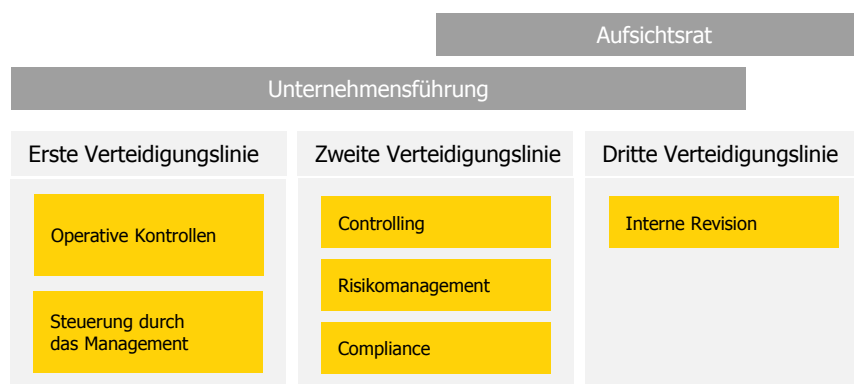 Aufsichtsrat
Unternehmensführung
Erste Verteidigungslinie
Operative Kontrollen
Steuerung durch
das Management
Zweite Verteidigungslinie
Controlling
Risikomanagement
Compliance
Dritte Verteidigungslinie
Interne Revision